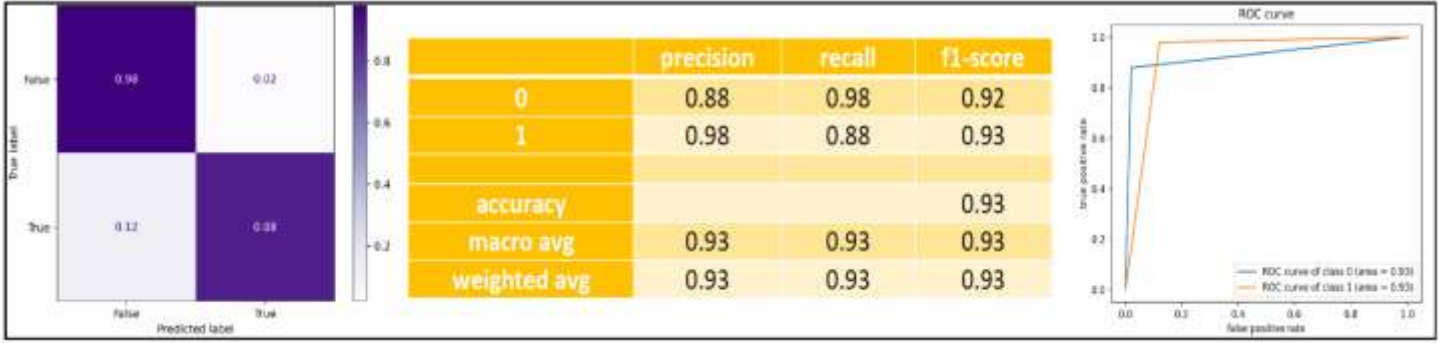 False
True
True label
0.98
0.02
0.12
0.88
False
True
Predicted label
0.8
0.6
0.4
0.2
precision recall f1-score
0 0.88 0.98 0.92
1 0.98 0.88 0.93
accuracy 0.93
macro avg 0.93 0.93 0.93
weighted avg 0.93 0.93 0.93
ROC curve
true positive rate
1.0
0.8
0.6
0.4
0.2
0.0
ROC curve of class 0 (area = 0.93)
ROC curve of class 1 (area = 0.93)
0.0 0.2 0.4 0.6 0.8 1.0
false positive rate